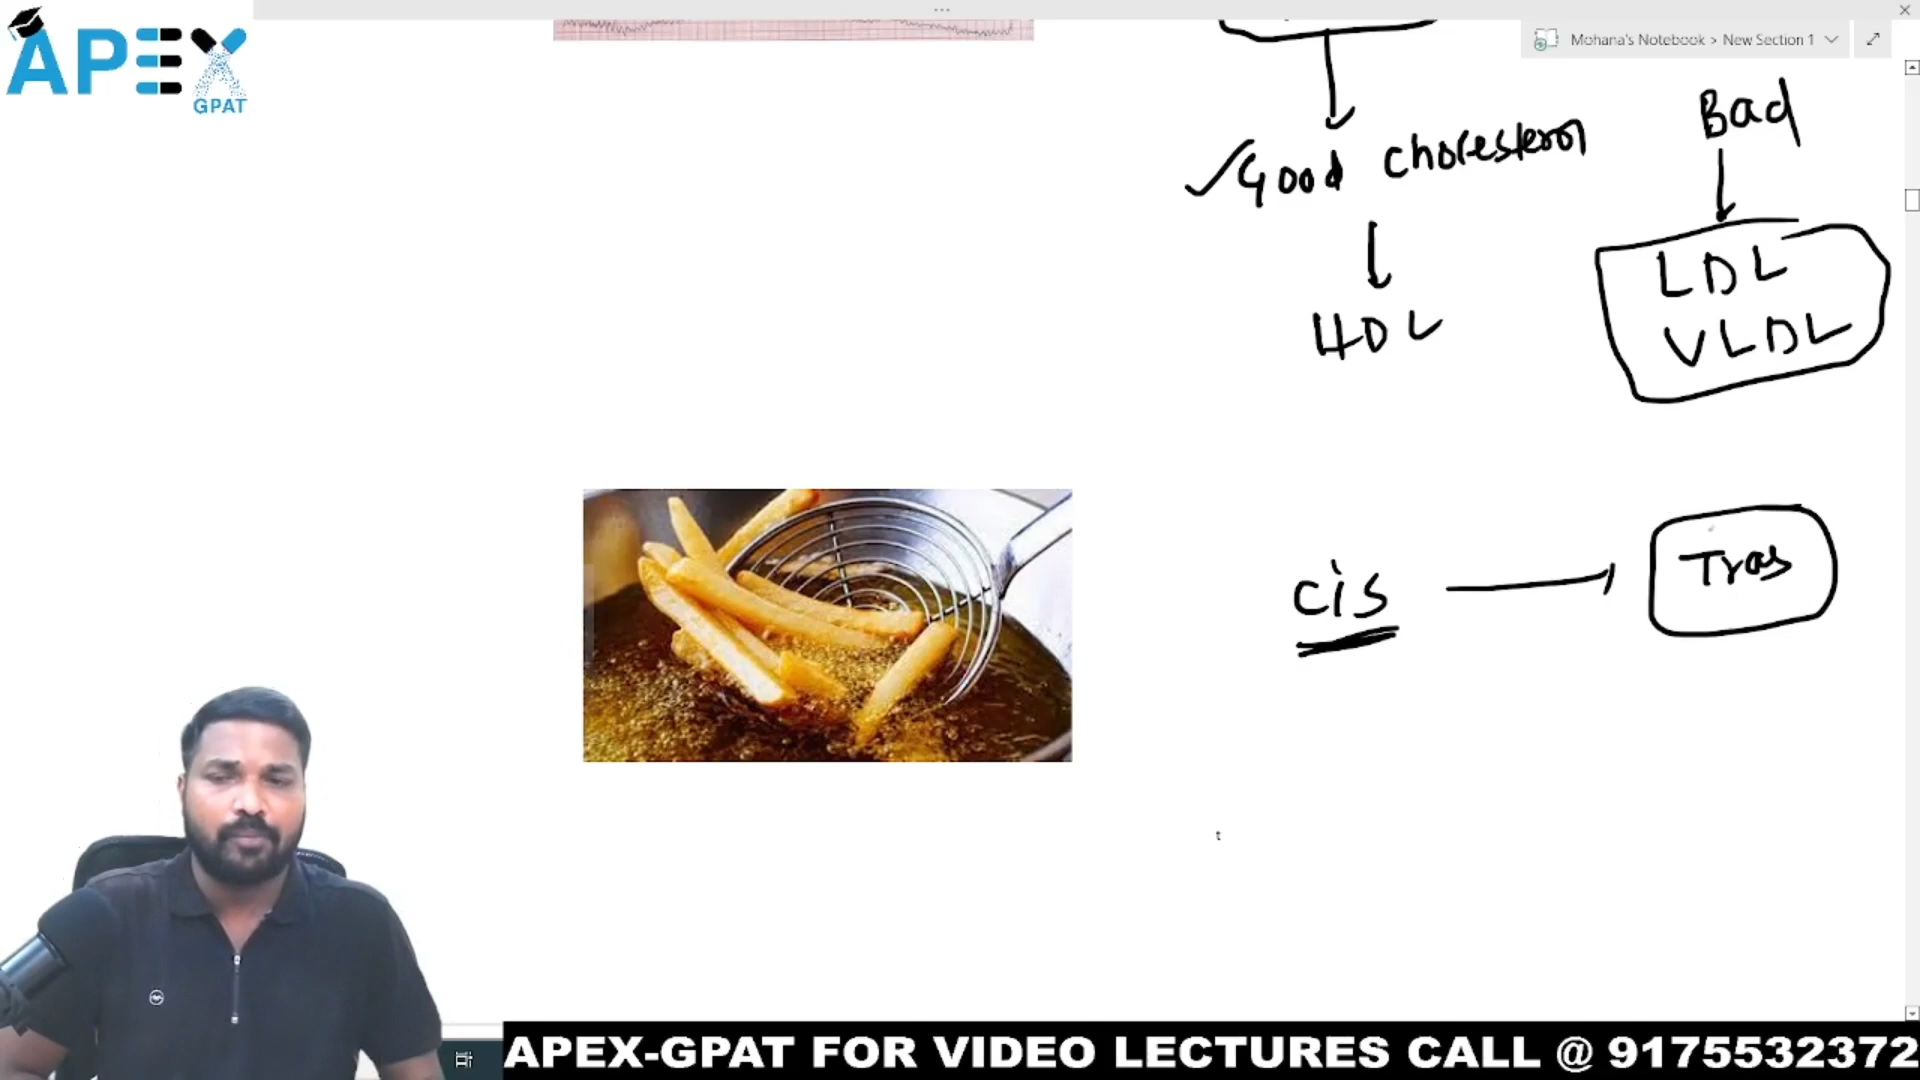 APEX
GPAT
Mohana's Notebook > New Section 1
Bad
✓Good cholesterol
LDL
HDL
VLDL
cis
Tras
t
APEX-GPAT FOR VIDEO LECTURES CALL @ 9175532372